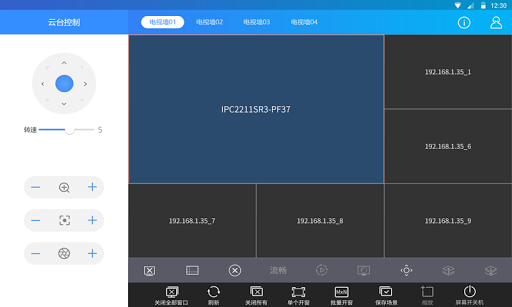 12:30
云台控制
电视墙01 电视墙02 电视墙03 电视墙04
转速 5
IPC2211SR3-PF37
192.168.1.35_1
192.168.1.35_6
192.168.1.35_7 192.168.1.35_8 192.168.1.35_9
流畅
关闭全部窗口 刷新 关闭所有 单个开窗 批量开窗 保存场景 缩放 屏幕开关机
MxN